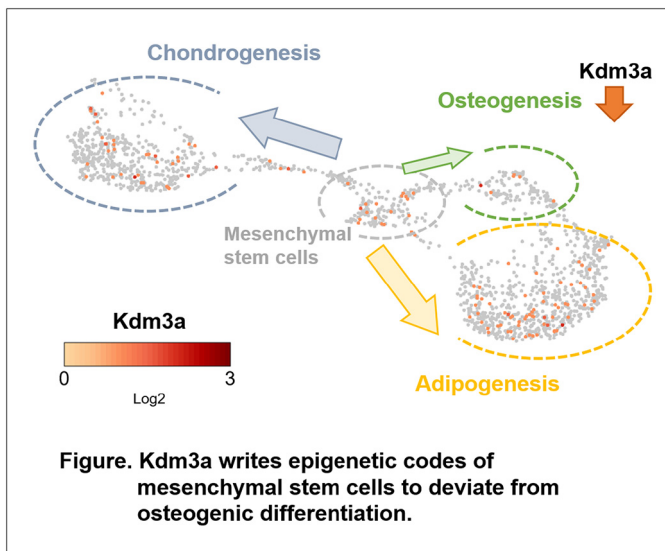 Chondrogenesis
Kdm3a
Osteogenesis
Mesenchymal
stem cells
Kdm3a
0 3
Log2
Adipogenesis
Figure. Kdm3a writes epigenetic codes of
mesenchymal stem cells to deviate from
osteogenic differentiation.